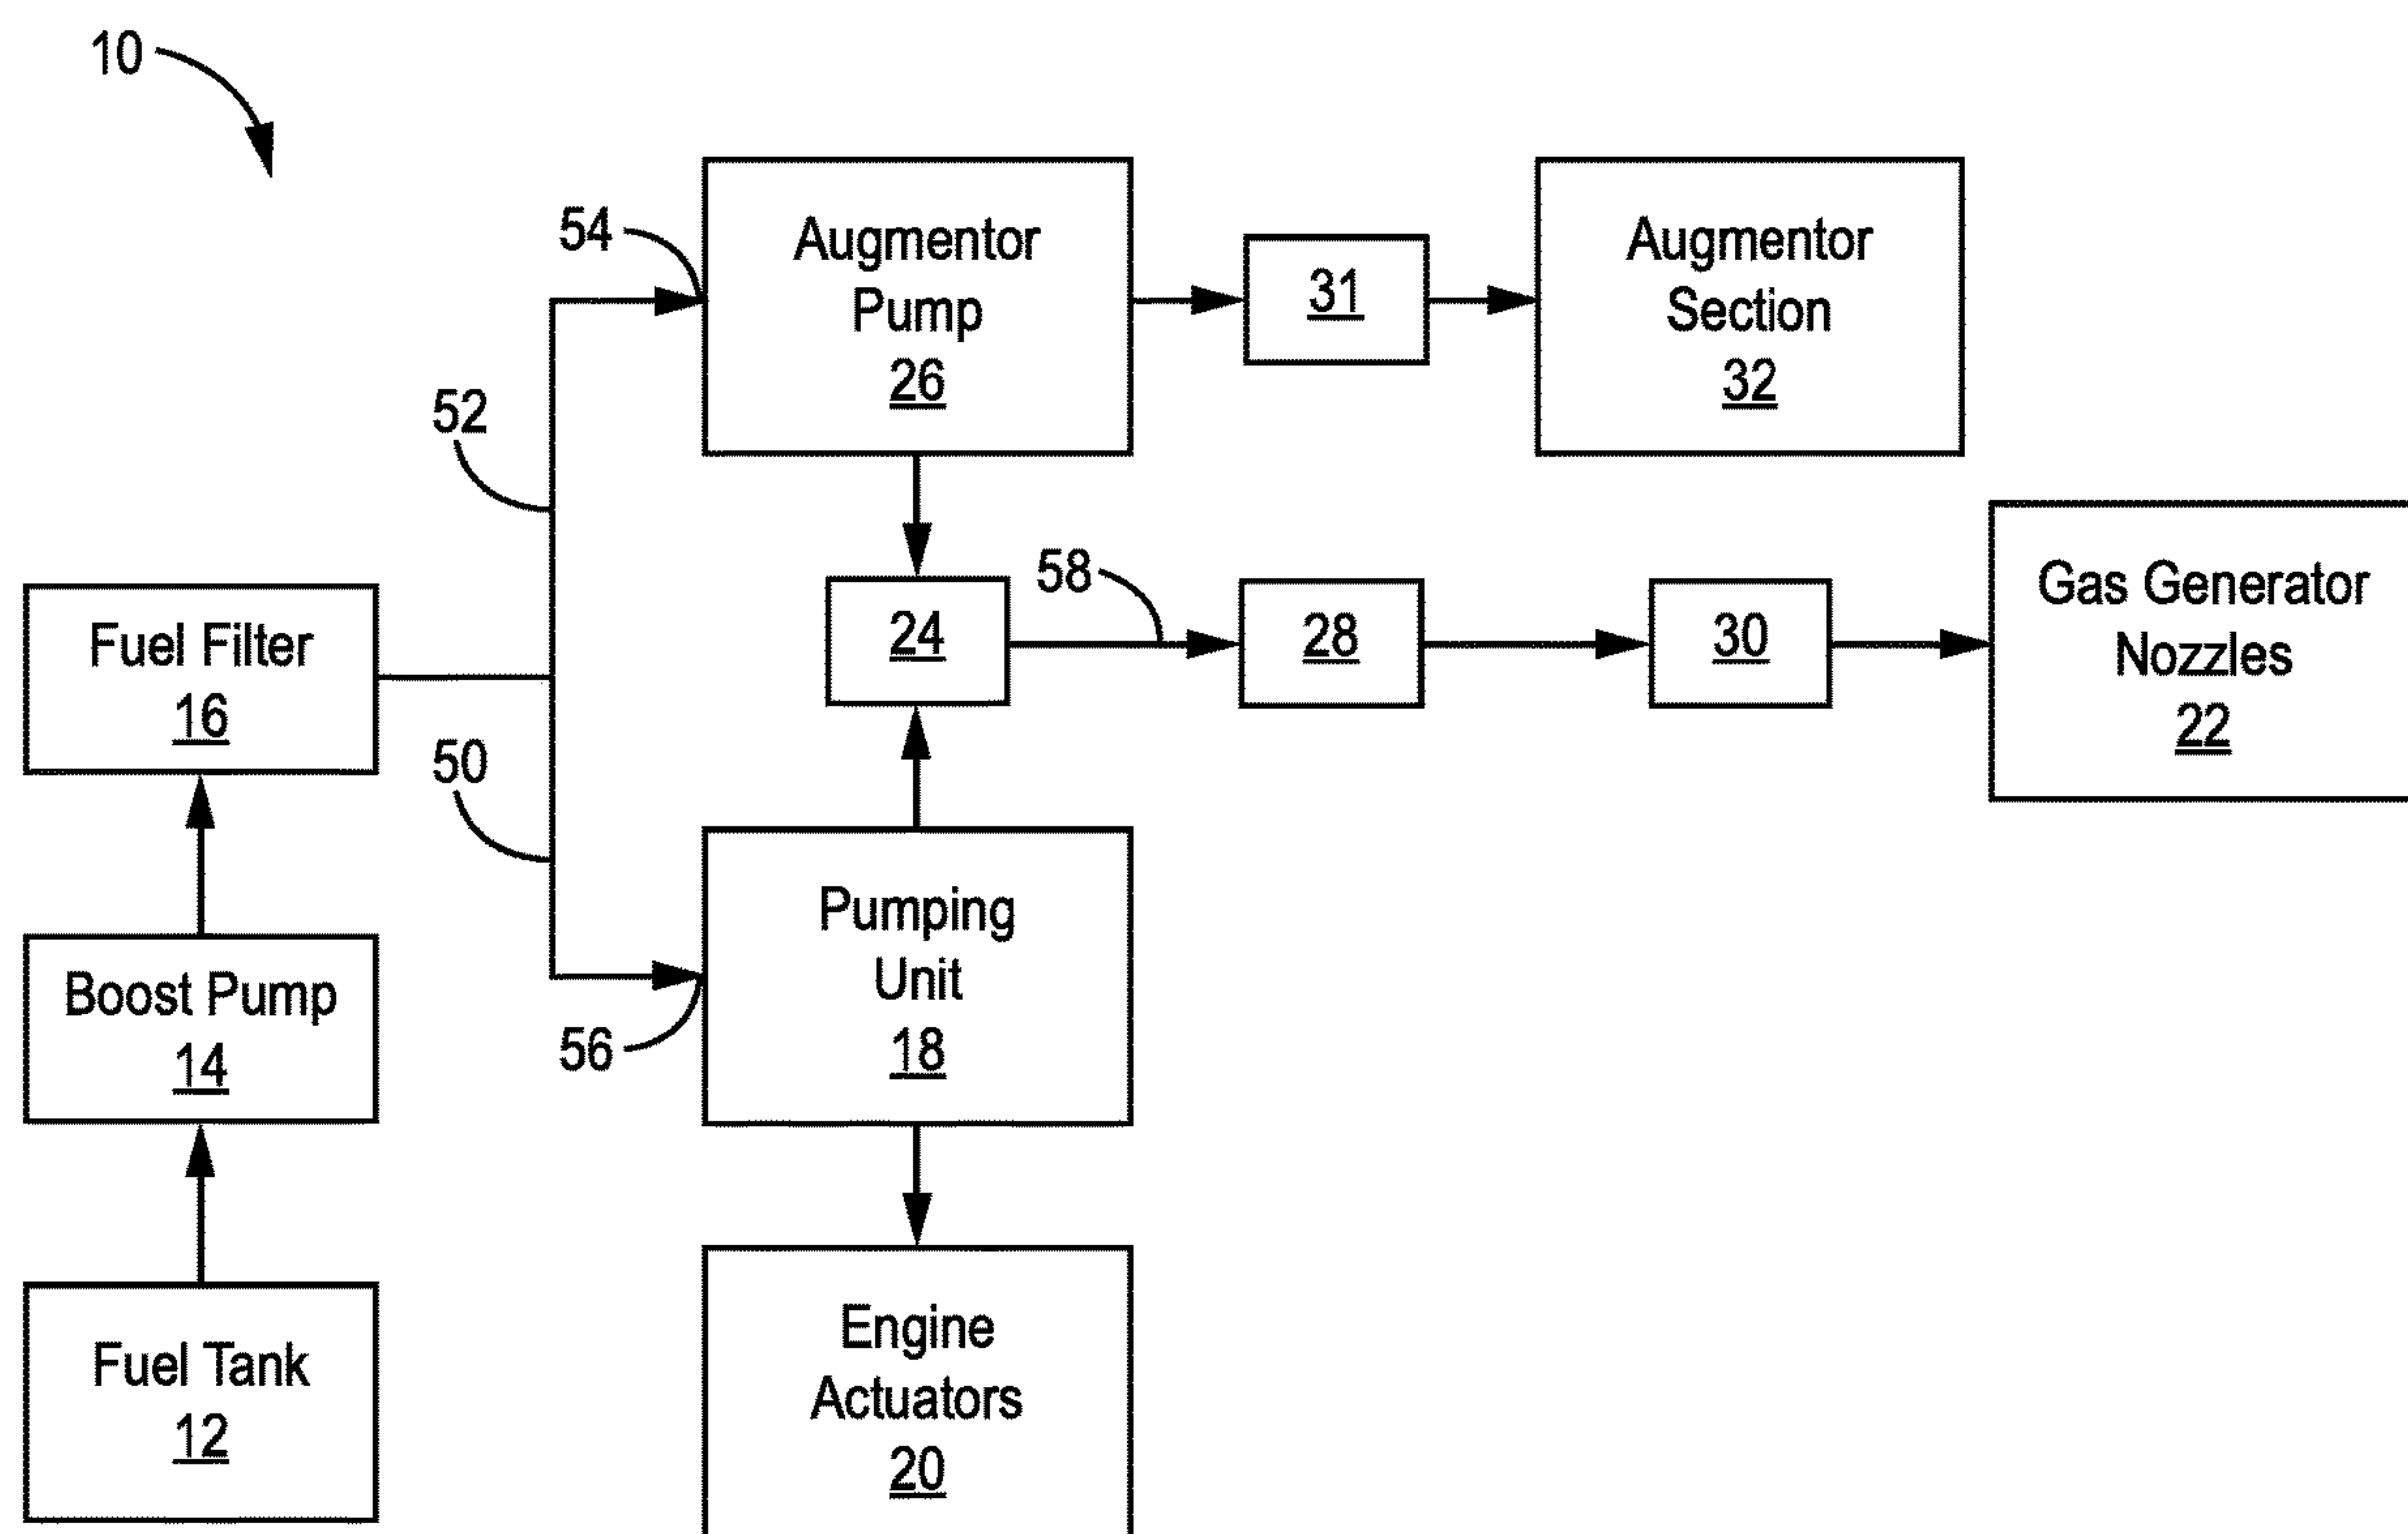 10
54
Augmentor
Pump
26
31
Augmentor
Section
32
52
58
24
28
30
Gas Generator
Nozzles
22
Fuel Filter
16
50
Pumping
Unit
18
Boost Pump
14
56
Engine
Actuators
20
Fuel Tank
12